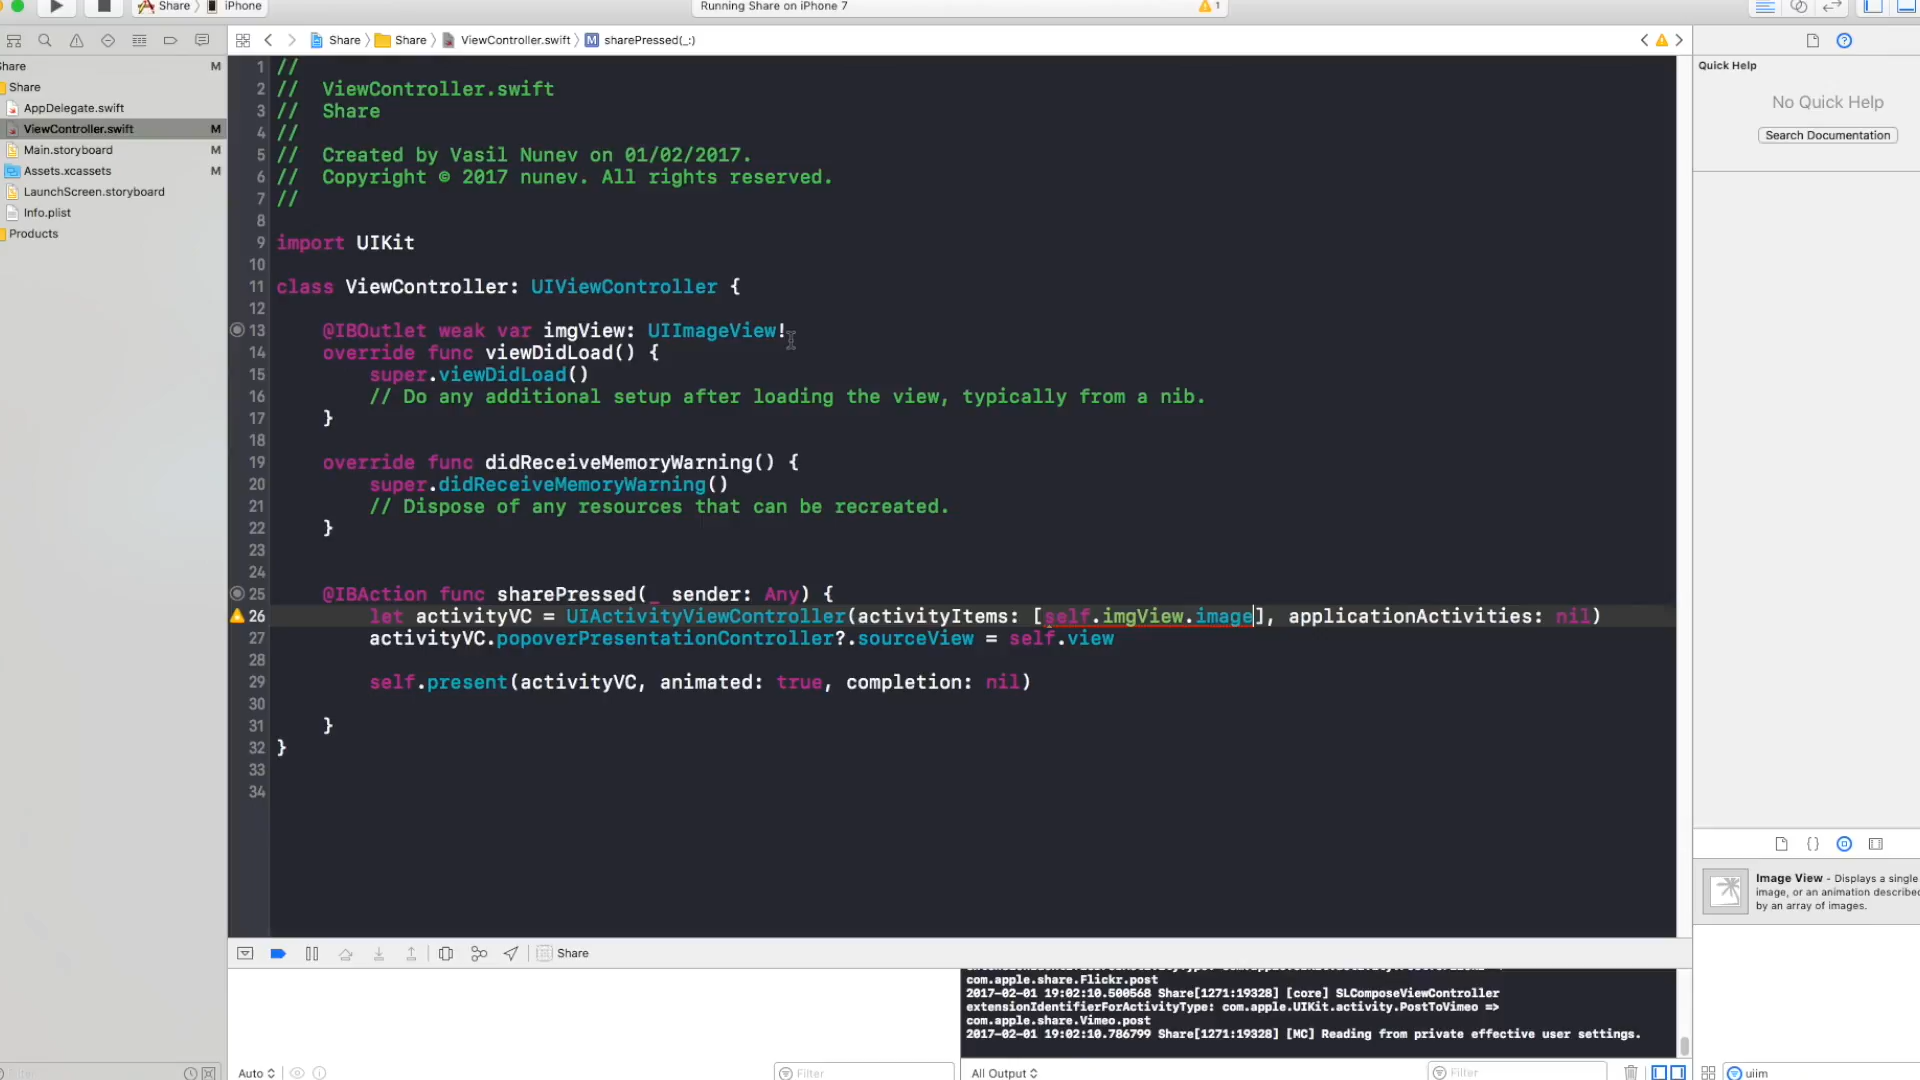 Share
iPhone
Running Share on iPhone 7
1
Share
Share
ViewController.swift
sharePressed(_:)
Share M
Share
AppDelegate.swift
ViewController.swift M
Main.storyboard M
Assets.xcassets M
LaunchScreen.storyboard
Info.plist
Products
1 //
2 // ViewController.swift
3 // Share
4 //
5 // Created by Vasil Nunev on 01/02/2017.
6 // Copyright © 2017 nunev. All rights reserved.
7 //
8
9 import UIKit
10
11 class ViewController: UIViewController {
12
13 @IBOutlet weak var imgView: UIImageView!
14 override func viewDidLoad() {
15 super.viewDidLoad()
16 // Do any additional setup after loading the view, typically from a nib.
17 }
18
19 override func didReceiveMemoryWarning() {
20 super.didReceiveMemoryWarning()
21 // Dispose of any resources that can be recreated.
22 }
23
24
25 @IBAction func sharePressed(_ sender: Any) {
26 let activityVC = UIActivityViewController(activityItems: [self.imgView.image], applicationActivities: nil)
27 activityVC.popoverPresentationController?.sourceView = self.view
28
29 self.present(activityVC, animated: true, completion: nil)
30
31 }
32 }
33
34
Quick Help
No Quick Help
Search Documentation
Image View - Displays a single
image, or an animation described
by an array of images.
Share
com.apple.share.Flickr.post
2017-02-01 19:02:10.500568 Share[1271:19328] [core] SLComposeViewController
extensionIdentifierForActivityType: com.apple.UIKit.activity.PostToVimeo =>
com.apple.share.Vimeo.post
2017-02-01 19:02:10.786799 Share[1271:19328] [MC] Reading from private effective user settings.
Auto
Filter
All Output
Filter
uiim